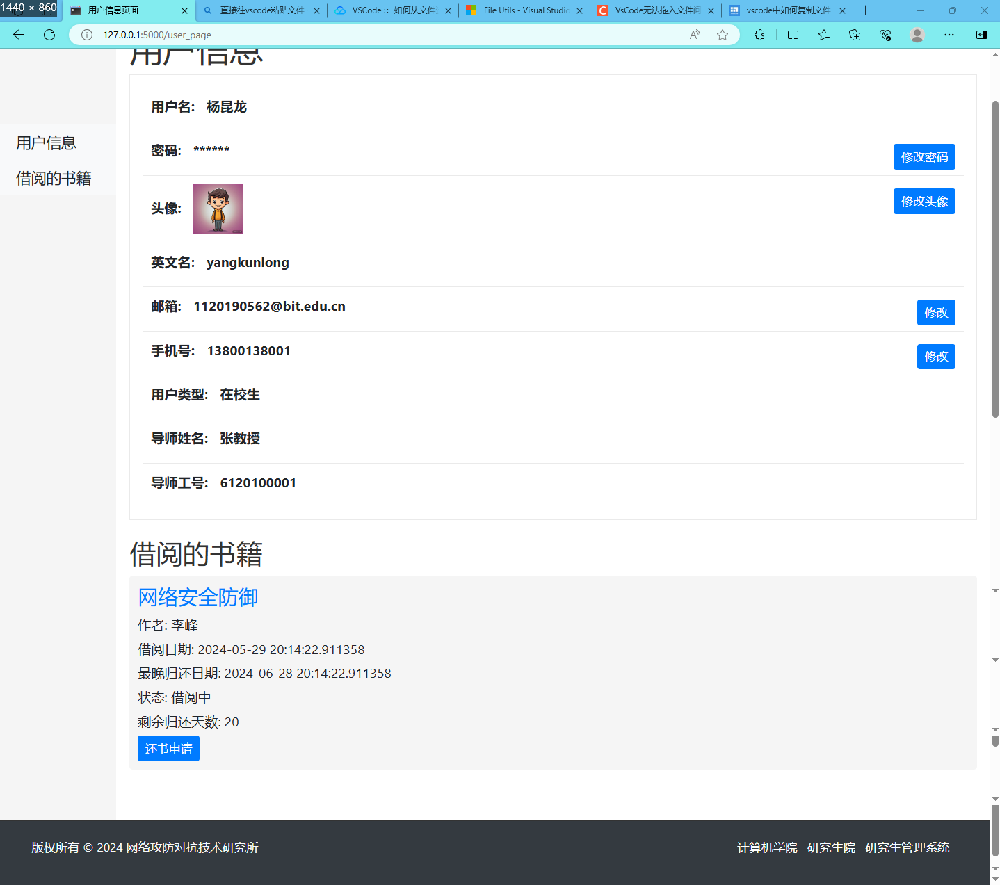 1440 × 860
用户信息页面
直接往vscode粘贴文件
VSCode :: 如何从文件
File Utils - Visual Studio
VsCode无法拖入文件问
vscode中如何复制文件
127.0.0.1:5000/user_page
用户信息
用户信息
借阅的书籍
用户名: 杨昆龙
密码: ******
修改密码
头像:
修改头像
英文名: yangkunlong
邮箱: 1120190562@bit.edu.cn
修改
手机号: 13800138001
修改
用户类型: 在校生
导师姓名: 张教授
导师工号: 6120100001
借阅的书籍
网络安全防御
作者: 李峰
借阅日期: 2024-05-29 20:14:22.911358
最晚归还日期: 2024-06-28 20:14:22.911358
状态: 借阅中
剩余归还天数: 20
还书申请
版权所有 © 2024 网络攻防对抗技术研究所
计算机学院 研究生院 研究生管理系统